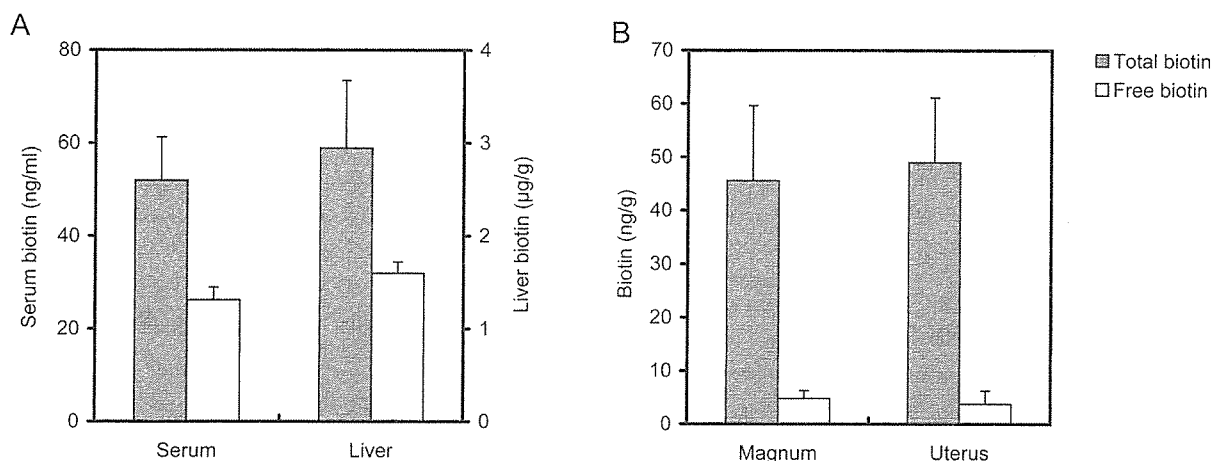 A
80
60
40
20
0
Serum biotin (ng/ml)
4
3
2
1
0
Liver biotin (µg/g)
Serum Liver
B
70
60
50
40
30
20
10
0
Biotin (ng/g)
Magnum Uterus
Total biotin
Free biotin